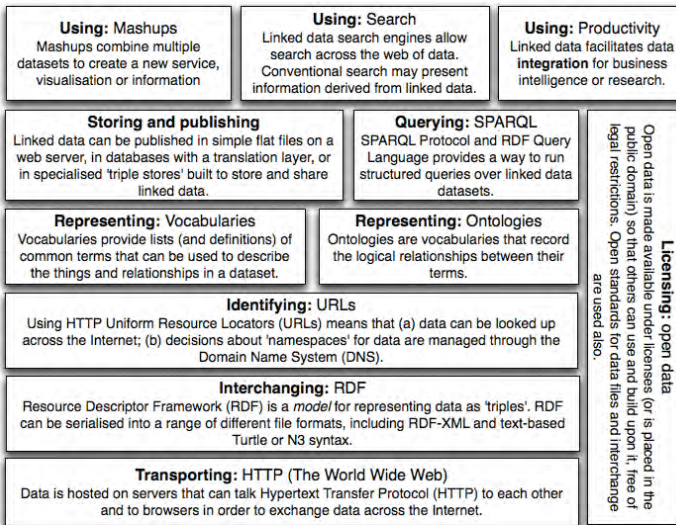 Using: Mashups
Mashups combine multiple
datasets to create a new service,
visualisation or information
Using: Search
Linked data search engines allow
search across the web of data.
Conventional search may present
information derived from linked data.
Using: Productivity
Linked data facilitates data
integration for business
intelligence or research.
Storing and publishing
Linked data can be published in simple flat files on a
web server, in databases with a translation layer, or
in specialised 'triple stores' built to store and share
linked data.
Querying: SPARQL
SPARQL Protocol and RDF Query
Language provides a way to run
structured queries over linked data
datasets.
Representing: Vocabularies
Vocabularies provide lists (and definitions) of
common terms that can be used to describe
the things and relationships in a dataset.
Representing: Ontologies
Ontologies are vocabularies that record
the logical relationships between their
terms.
Identifying: URLs
Using HTTP Uniform Resource Locators (URLs) means that (a) data can be looked up
across the Internet; (b) decisions about 'namespaces' for data are managed through the
Domain Name System (DNS).
Interchanging: RDF
Resource Descriptor Framework (RDF) is a model for representing data as 'triples'. RDF
can be serialised into a range of different file formats, including RDF-XML and text-based
Turtle or N3 syntax.
Transporting: HTTP (The World Wide Web)
Data is hosted on servers that can talk Hypertext Transfer Protocol (HTTP) to each other
and to browsers in order to exchange data across the Internet.
Licensing: open data
Open data is made available under licenses (or is placed in the
public domain) so that others can use and build upon it, free of
legal restrictions. Open standards for data files and interchange
are used also.